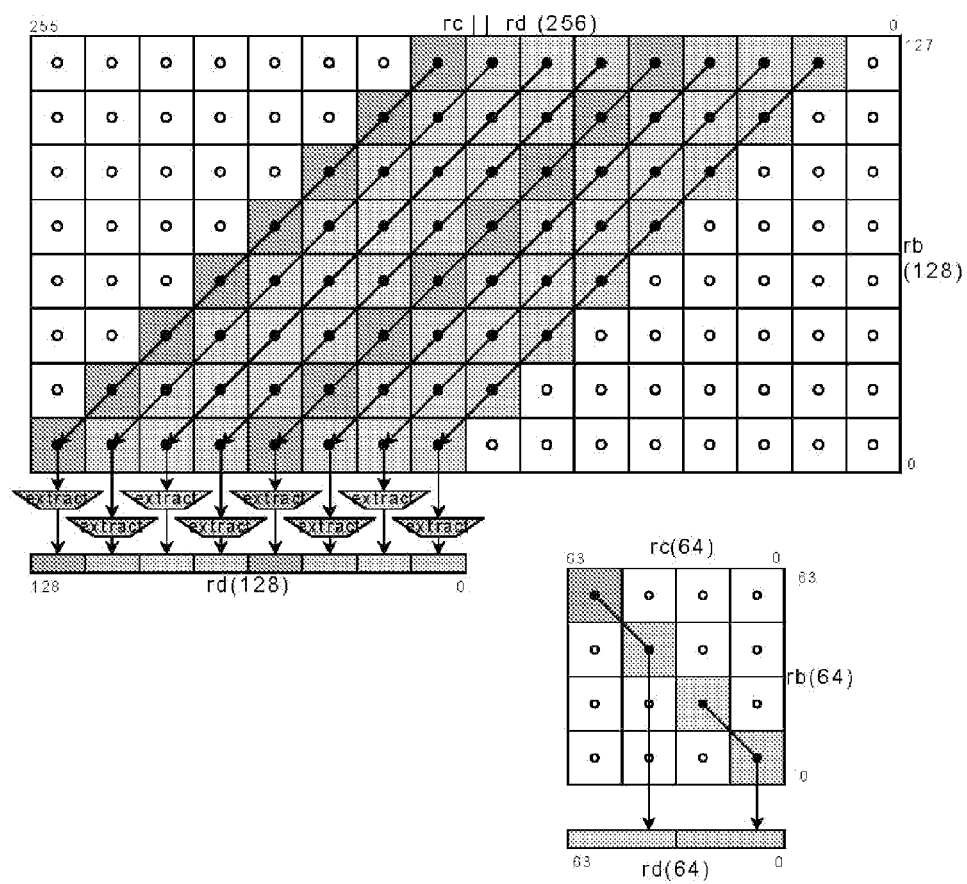 255 rc || rd (256) 0
127
rb
(128)
0
extract extract extract extract
extract extract extract extract
128 rd(128) 0
rc(64)
63 0
63
rb(64)
0
63 rd(64) 0